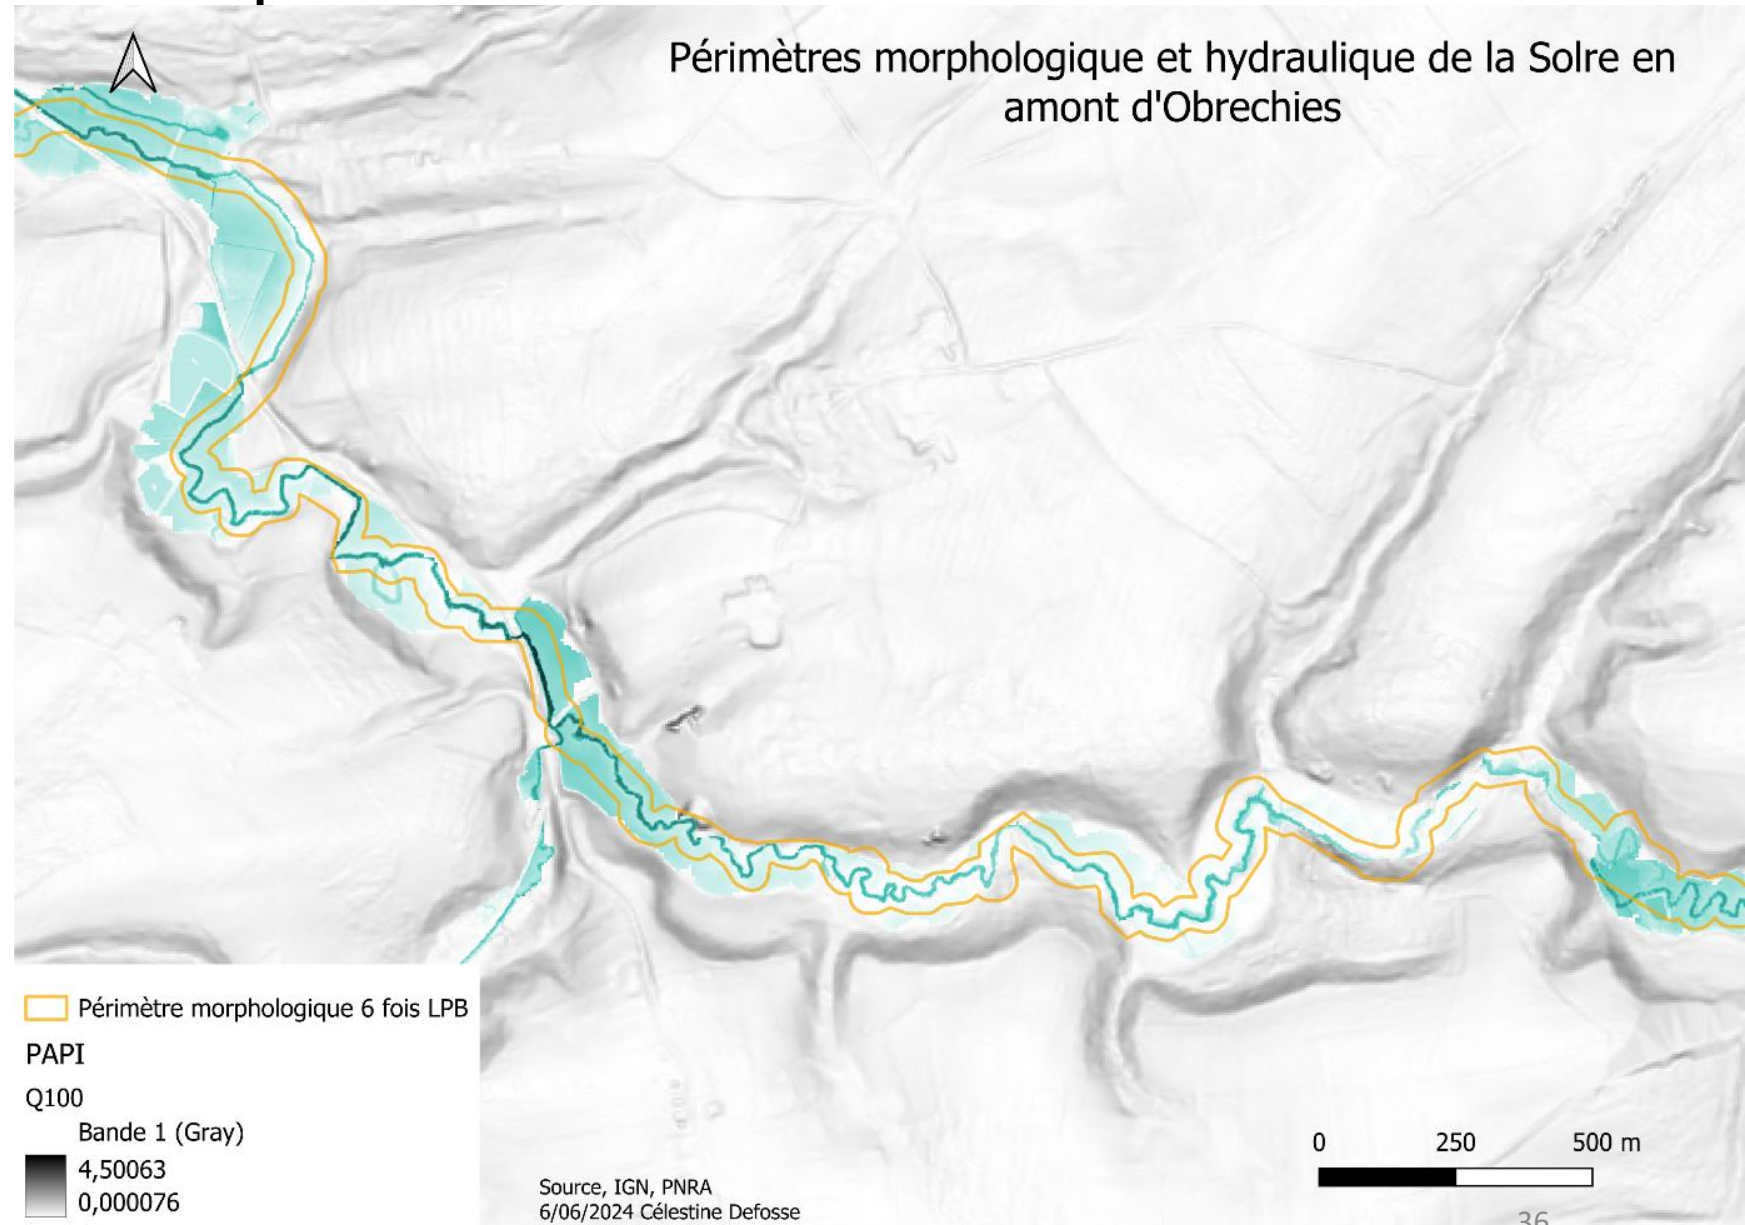 Périmètres morphologique et hydraulique de la Solre en
amont d'Obrechies
Périmètre morphologique 6 fois LPB
PAPI
Q100
Bande 1 (Gray)
4,50063
0,000076
Source, IGN, PNRA
6/06/2024 Célestine Defosse
0 250 500 m
36